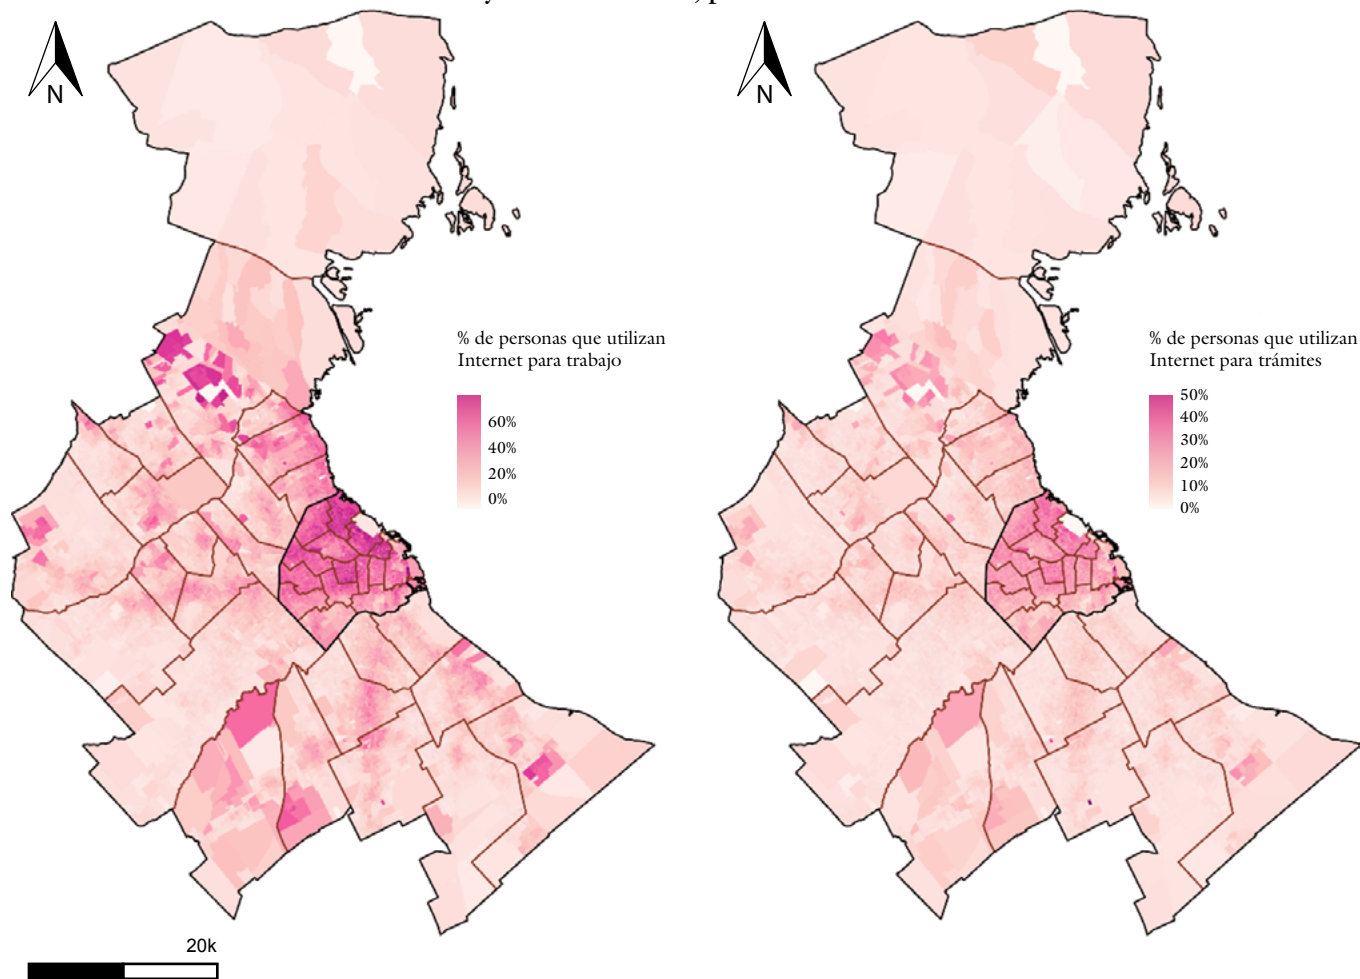 N
% de personas que utilizan
Internet para trabajo
60%
40%
20%
0%
20k
N
% de personas que utilizan
Internet para trámites
50%
40%
30%
20%
10%
0%